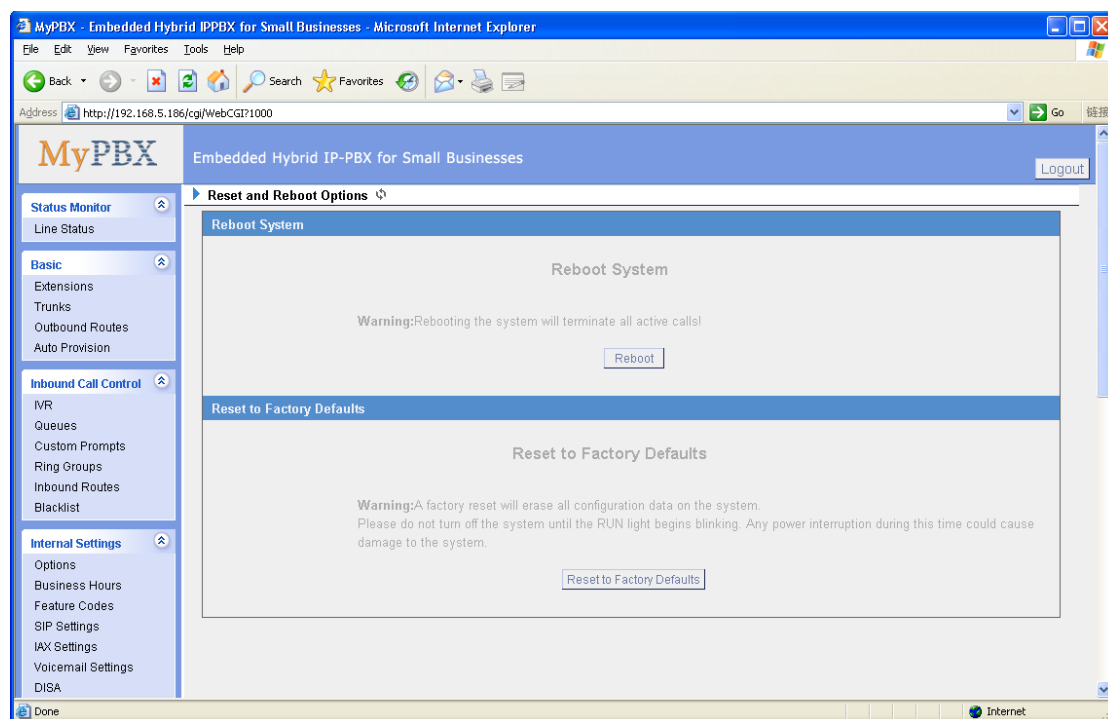 MyPBX - Embedded Hybrid IPPBX for Small Businesses - Microsoft Internet Explorer
File Edit View Favorites Tools Help
Back Search Favorites
Address http://192.168.5.186/cgi/WebCGI?1000 Go 链接
MyPBX Embedded Hybrid IP-PBX for Small Businesses
Logout
Reset and Reboot Options
Status Monitor
Line Status
Basic
Extensions
Trunks
Outbound Routes
Auto Provision
Inbound Call Control
IVR
Queues
Custom Prompts
Ring Groups
Inbound Routes
Blacklist
Internal Settings
Options
Business Hours
Feature Codes
SIP Settings
IAX Settings
Voicemail Settings
DISA
Reboot System
Reboot System
Warning:Rebooting the system will terminate all active calls!
Reboot
Reset to Factory Defaults
Reset to Factory Defaults
Warning:A factory reset will erase all configuration data on the system.
Please do not turn off the system until the RUN light begins blinking. Any power interruption during this time could cause
damage to the system.
Reset to Factory Defaults
Done Internet